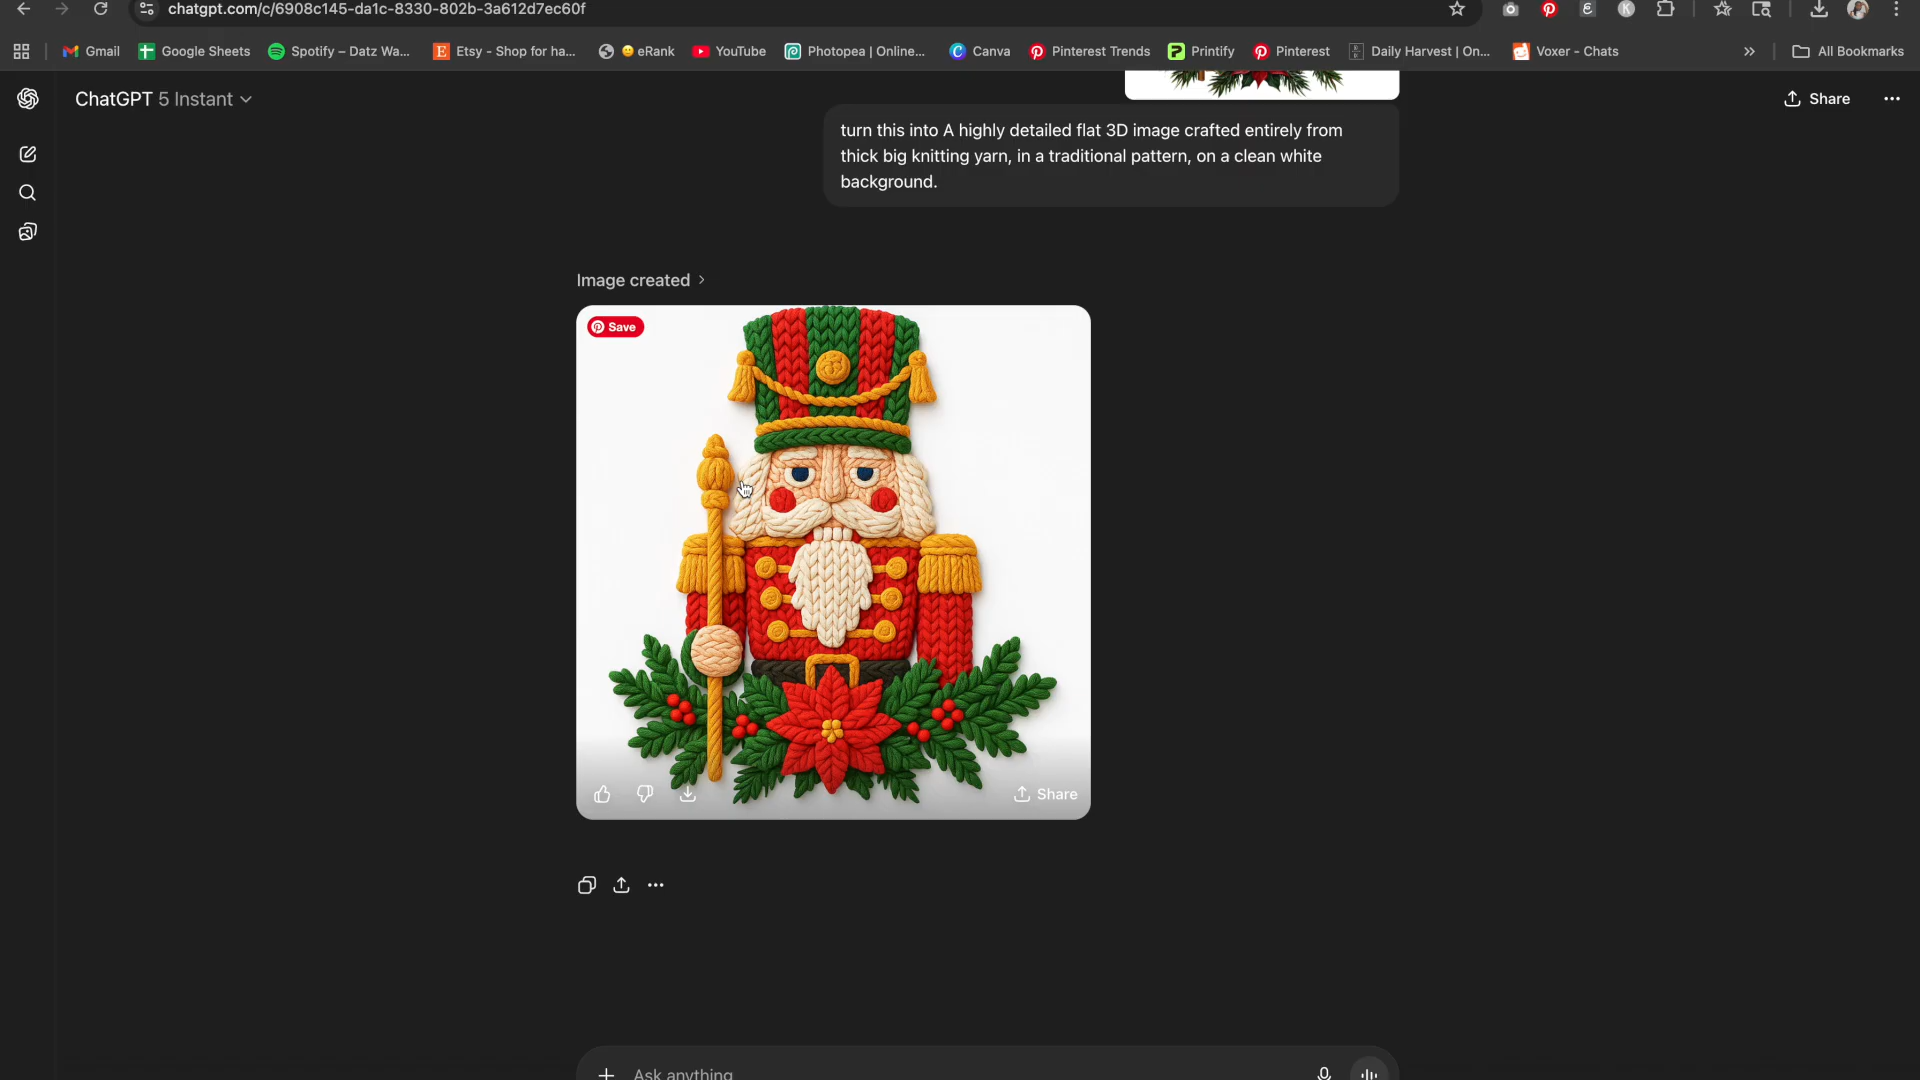 chatgpt.com/c/6908c145-da1c-8330-802b-3a612d7ec60f
Gmail
Google Sheets
Spotify – Datz Wa...
Etsy - Shop for ha...
eRank
YouTube
Photopea | Online...
Canva
Pinterest Trends
Printify
Pinterest
Daily Harvest | On...
Voxer - Chats
All Bookmarks
ChatGPT 5 Instant
Share
turn this into A highly detailed flat 3D image crafted entirely from
thick big knitting yarn, in a traditional pattern, on a clean white
background.
Image created
Save
Share
Ask anything